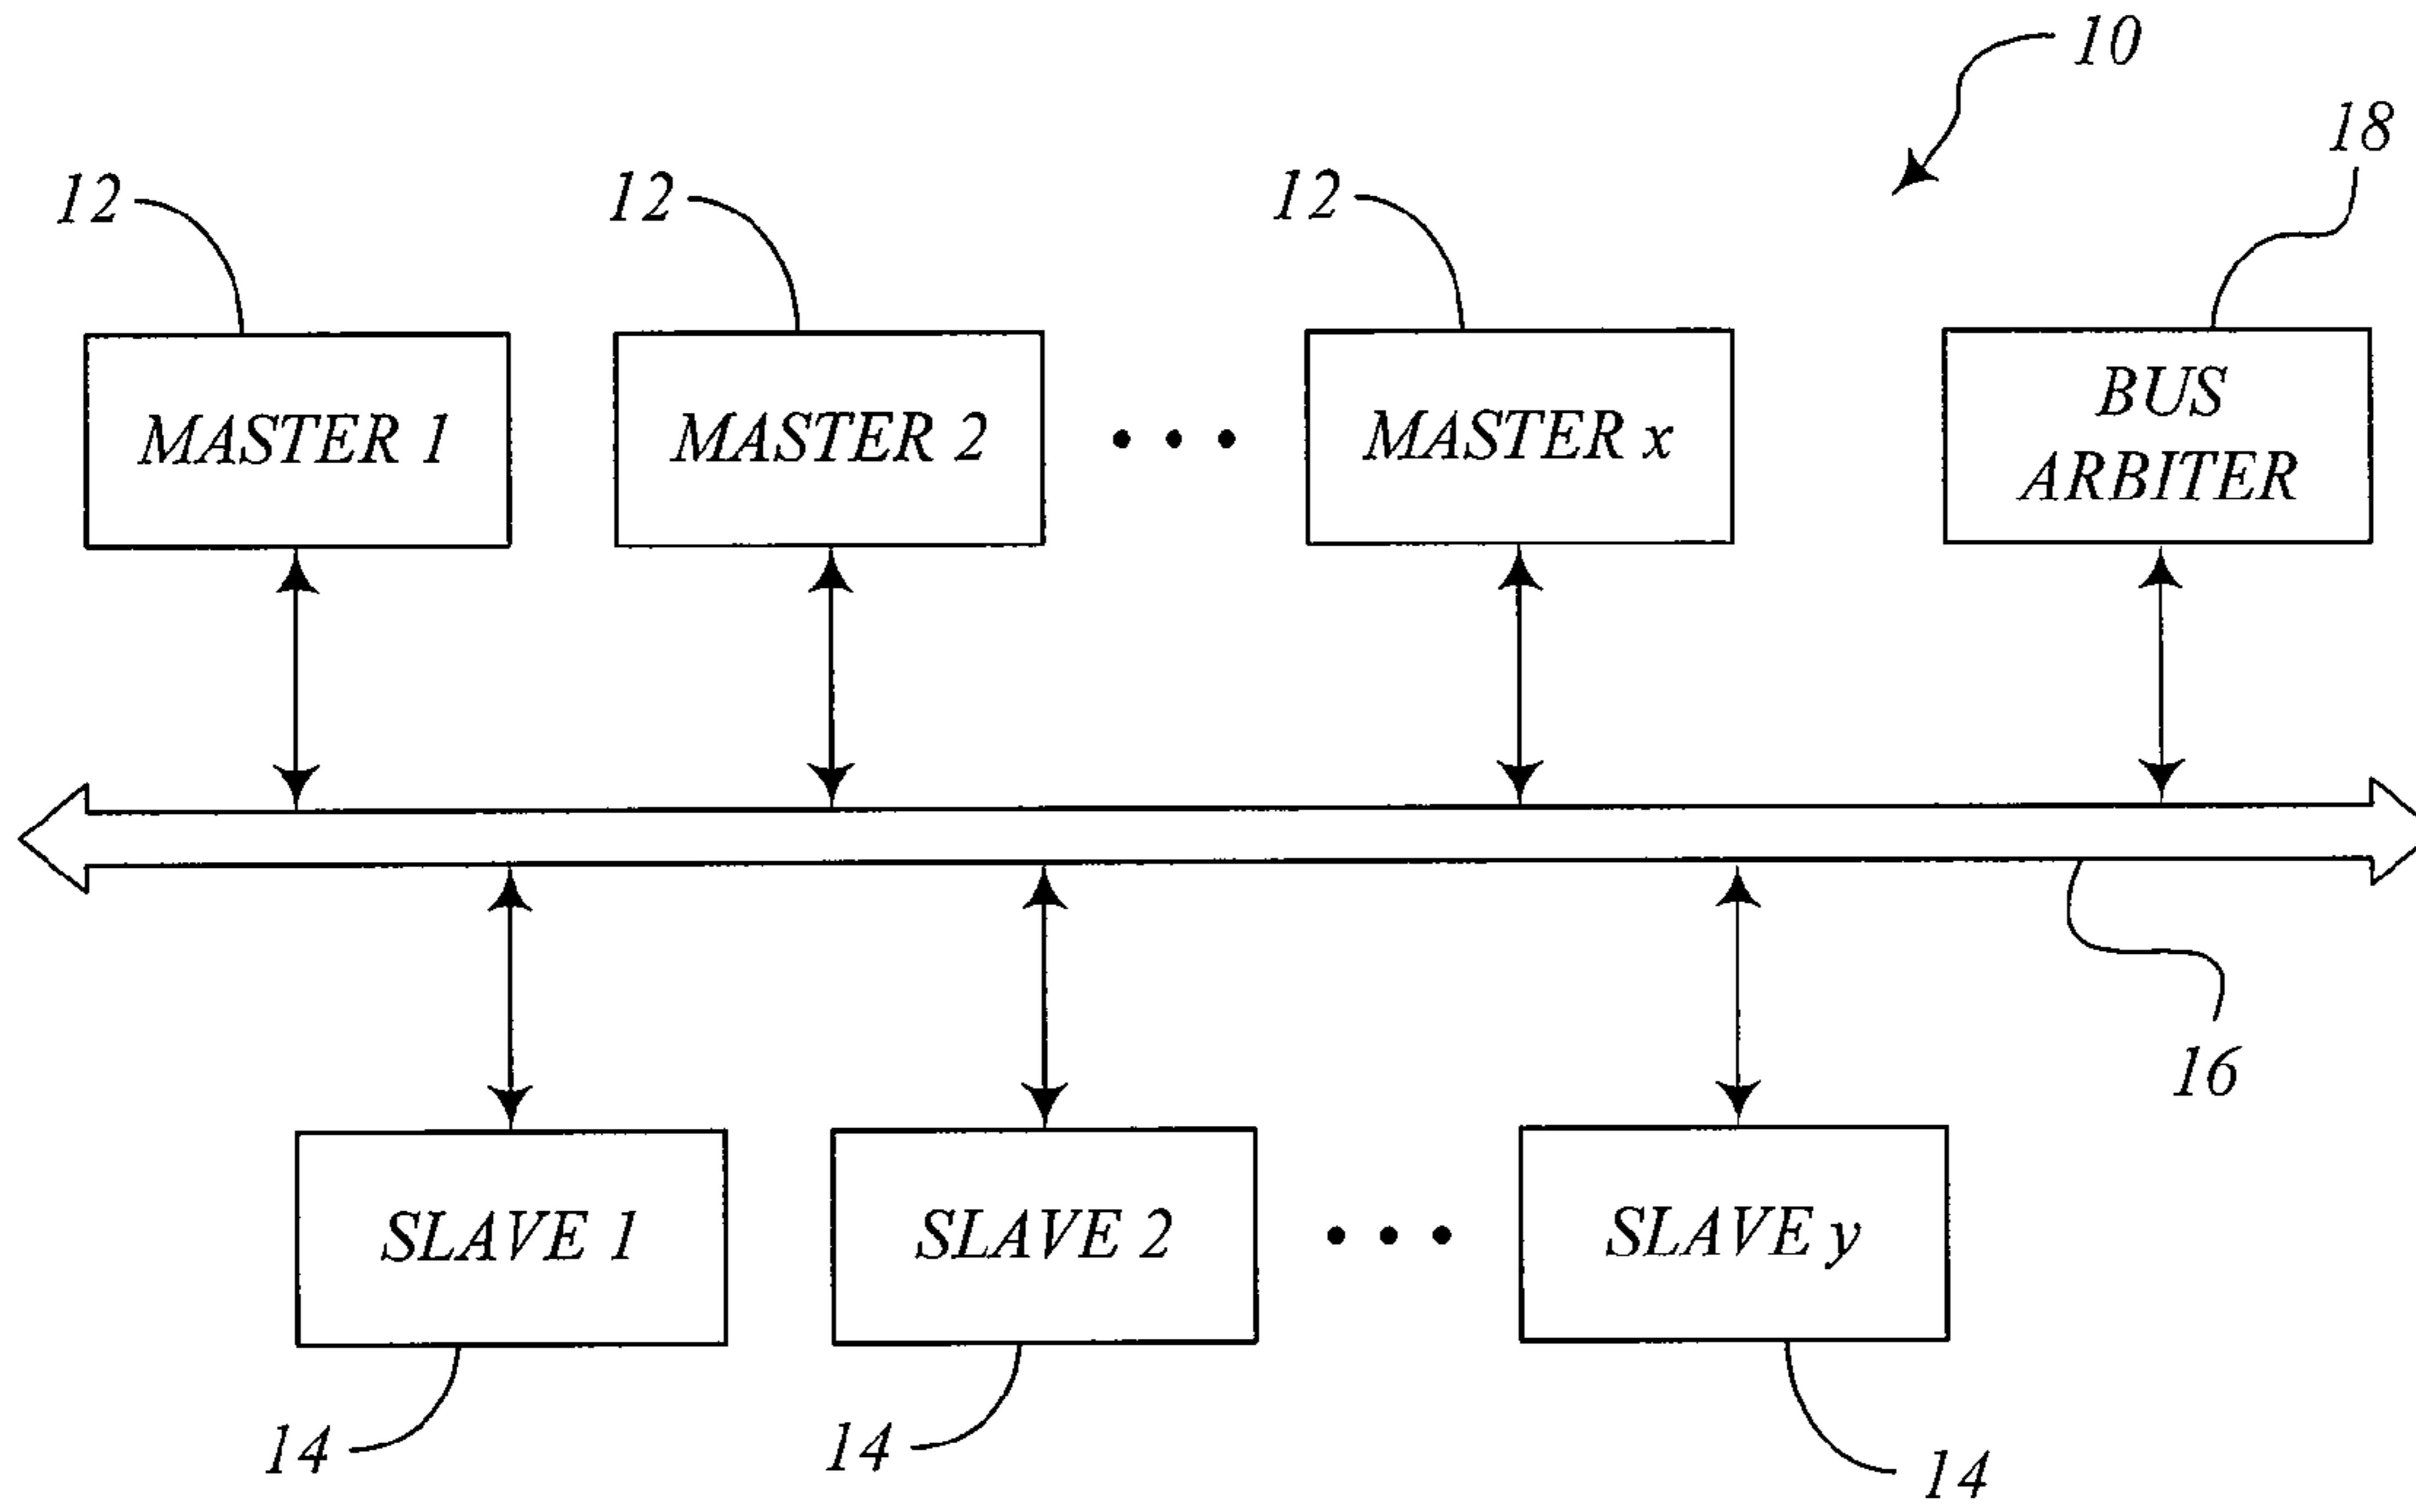 10
18
12
12
12
MASTER 1
MASTER 2
MASTER x
BUS
ARBITER
16
SLAVE 1
SLAVE 2
SLAVE y
14
14
14